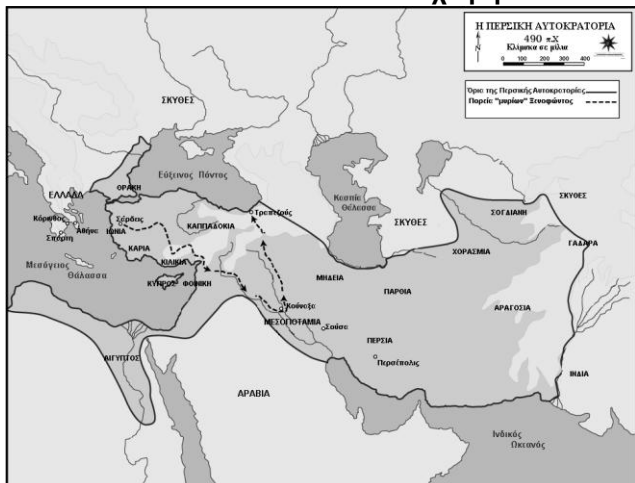 Η ΠΕΡΣΙΚΗ ΑΥΤΟΚΡΑΤΟΡΙΑ
490 π.Χ
Κλίμακα σε μίλια
N
0 100 200 300 400
Όρια της Περσικής Αυτοκρατορίας
Πορεία "μυρίων" Ξενοφώντος
ΣΚΥΘΕΣ
ΕΛΛΑΔΑ
ΘΡΑΚΗ
Εύξεινος Πόντος
Κασπία
Θάλασσα
ΣΚΥΘΕΣ
ΣΟΓΔΙΑΝΗ
ΣΚΥΘΕΣ
Κόρινθος
Αθήνα
Σπάρτη
Σάρδεις
ΙΩΝΙΑ
ΚΑΠΠΑΔΟΚΙΑ
Τραπεζούς
ΧΟΡΑΣΜΙΑ
ΓΑΔΑΡΑ
ΚΑΡΙΑ
ΚΙΛΙΚΙΑ
Μεσόγειος
Θάλασσα
ΚΥΠΡΟΣ
ΦΟΙΝΙΚΗ
ΜΗΔΕΙΑ
ΠΑΡΘΙΑ
ΑΡΑΓΟΣΙΑ
Κούναξα
ΜΕΣΟΠΟΤΑΜΙΑ
Σούσα
ΠΕΡΣΙΑ
Περσέπολις
ΑΙΓΥΠΤΟΣ
ΑΡΑΒΙΑ
ΙΝΔΙΑ
Ινδικός
Ωκεανός